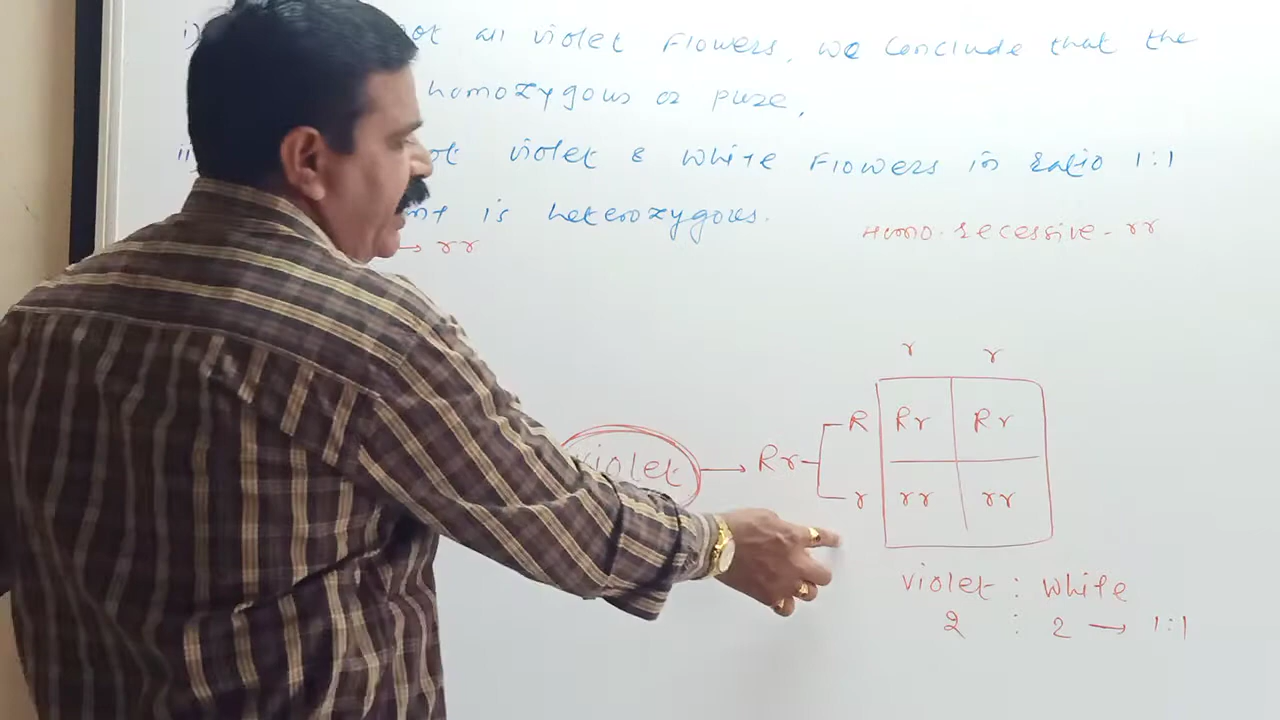 i) ot all violet Flowers, we conclude that the
homozygous or pure,
ii ot violet & white Flowers in ratio 1:1
is heterozygous.
Homo. recessive - rr
→ rr
r r
violet → Rr R Rr Rr
r rr rr
violet : white
2 : 2 → 1:1